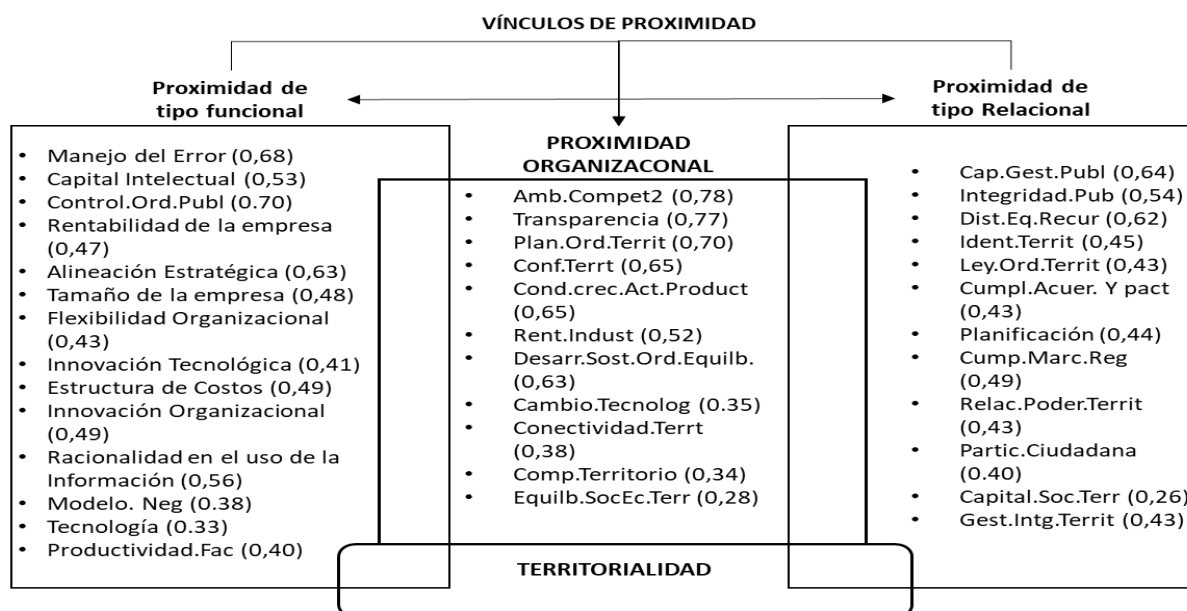 VÍNCULOS DE PROXIMIDAD
Proximidad de
tipo funcional
• Manejo del Error (0,68)
• Capital Intelectual (0,53)
• Control.Ord.Publ (0.70)
• Rentabilidad de la empresa
(0,47)
• Alineación Estratégica (0,63)
• Tamaño de la empresa (0,48)
• Flexibilidad Organizacional
(0,43)
• Innovación Tecnológica (0,41)
• Estructura de Costos (0,49)
• Innovación Organizacional
(0,49)
• Racionalidad en el uso de la
Información (0,56)
• Modelo. Neg (0.38)
• Tecnología (0.33)
• Productividad.Fac (0,40)
PROXIMIDAD
ORGANIZACONAL
• Amb.Compet2 (0,78)
• Transparencia (0,77)
• Plan.Ord.Territ (0,70)
• Conf.Terrt (0,65)
• Cond.crec.Act.Product
(0,65)
• Rent.Indust (0,52)
• Desarr.Sost.Ord.Equilb.
(0,63)
• Cambio.Tecnolog (0.35)
• Conectividad.Terrt
(0,38)
• Comp.Territorio (0,34)
• Equilb.SocEc.Terr (0,28)
Proximidad de
tipo Relacional
• Cap.Gest.Publ (0,64)
• Integridad.Pub (0,54)
• Dist.Eq.Recur (0,62)
• Ident.Territ (0,45)
• Ley.Ord.Territ (0,43)
• Cumpl.Acuer. Y pact
(0,43)
• Planificación (0,44)
• Cump.Marc.Reg
(0,49)
• Relac.Poder.Territ
(0,43)
• Partic.Ciudadana
(0.40)
• Capital.Soc.Terr (0,26)
• Gest.Intg.Territ (0,43)
TERRITORIALIDAD